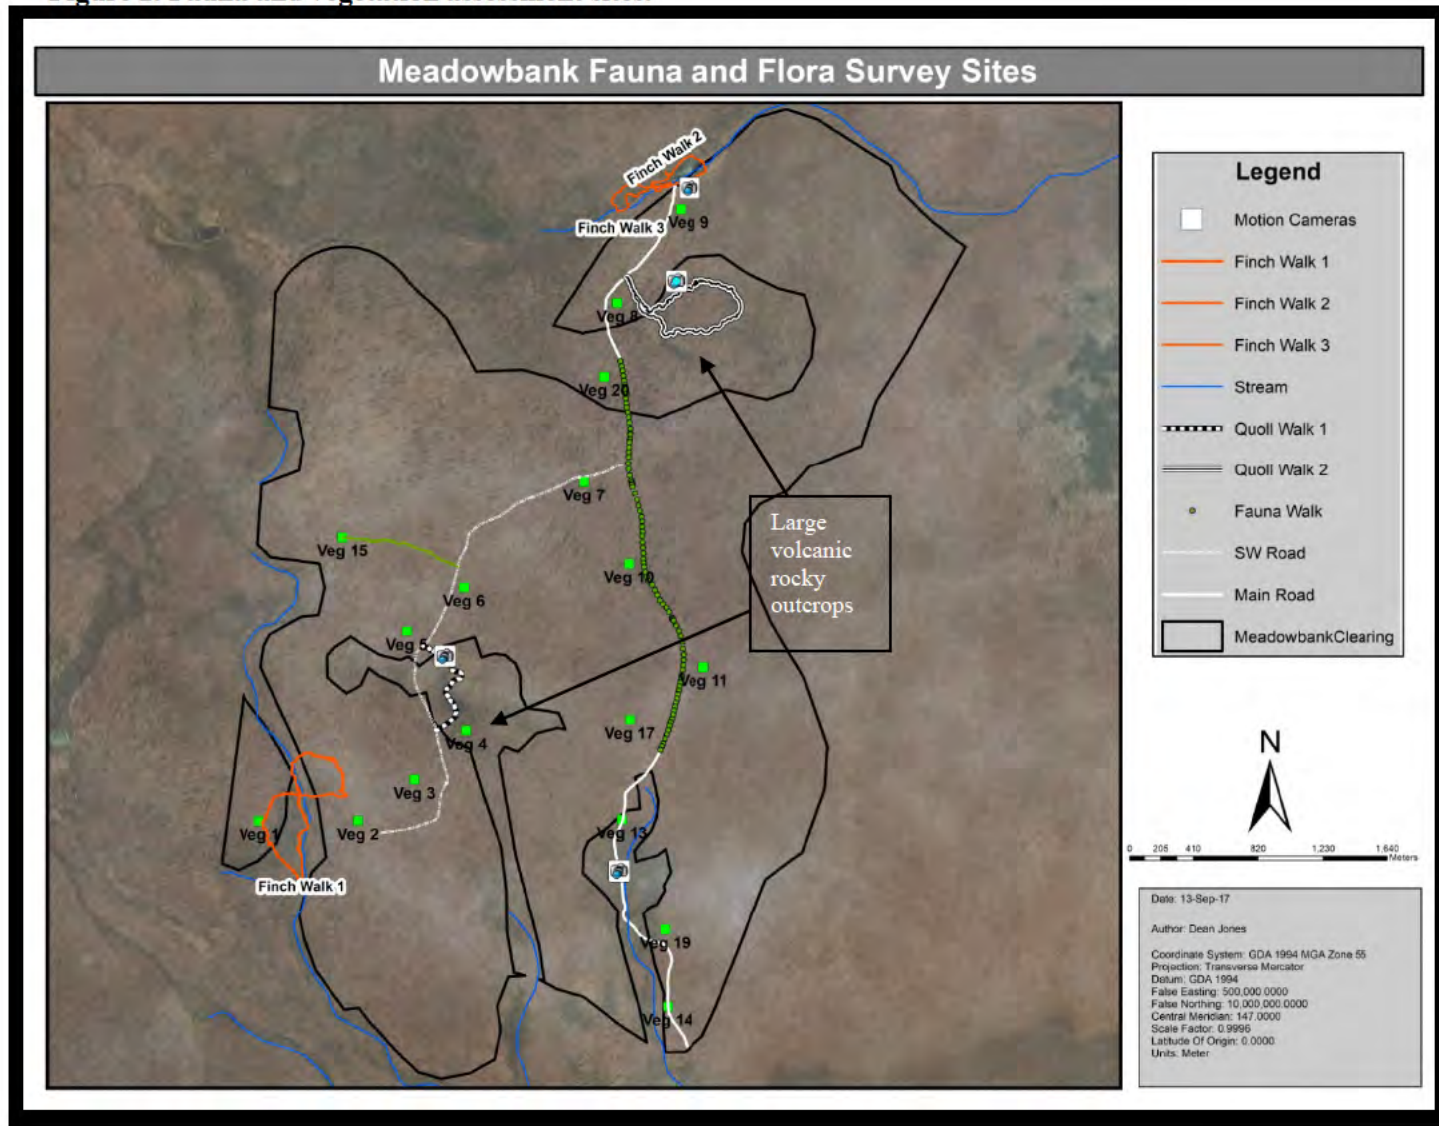 Figure 2. Fauna and vegetation assessment sites.
Meadowbank Fauna and Flora Survey Sites
Finch Walk 2
Finch Walk 3
Veg 9
Veg 8
Veg 20
Veg 7
Large
volcanic
rocky
outcrops
Veg 15
Veg 10
Veg 6
Veg 5
Veg 11
Veg 17
Veg 4
Veg 3
Veg 1
Veg 2
Veg 13
Finch Walk 1
Veg 19
Veg 14
Legend
Motion Cameras
Finch Walk 1
Finch Walk 2
Finch Walk 3
Stream
Quoll Walk 1
Quoll Walk 2
Fauna Walk
SW Road
Main Road
MeadowbankClearing
N
0 205 410 820 1,230 1,640
Meters
Date: 13-Sep-17
Author: Dean Jones
Coordinate System: GDA 1994 MGA Zone 55
Projection: Transverse Mercator
Datum: GDA 1994
False Easting: 500,000.0000
False Northing: 10,000,000.0000
Central Meridian: 147.0000
Scale Factor: 0.9996
Latitude Of Origin: 0.0000
Units: Meter